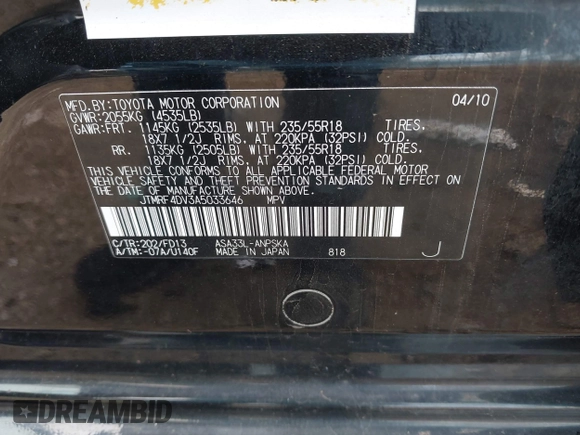 MFD.BY:TOYOTA MOTOR CORPORATION 04/10
GVWR:2055KG (4535LB)
GAWR:FRT. 1145KG (2535LB) WITH 235/55R18 TIRES,
18X7 1/2J RIMS, AT 220KPA (32PSI) COLD.
RR. 1135KG (2505LB) WITH 235/55R18 TIRES,
18X7 1/2J RIMS, AT 220KPA (32PSI) COLD.
THIS VEHICLE CONFORMS TO ALL APPLICABLE FEDERAL MOTOR
VEHICLE SAFETY AND THEFT PREVENTION STANDARDS IN EFFECT
ON THE DATE OF MANUFACTURE SHOWN ABOVE.
JTMRF4DV3A5033646 MPV
C/TR:202/FD13 ASA33L-ANPSKA
A/TM:-07A/U140F MADE IN JAPAN 818 J
DREAMBID